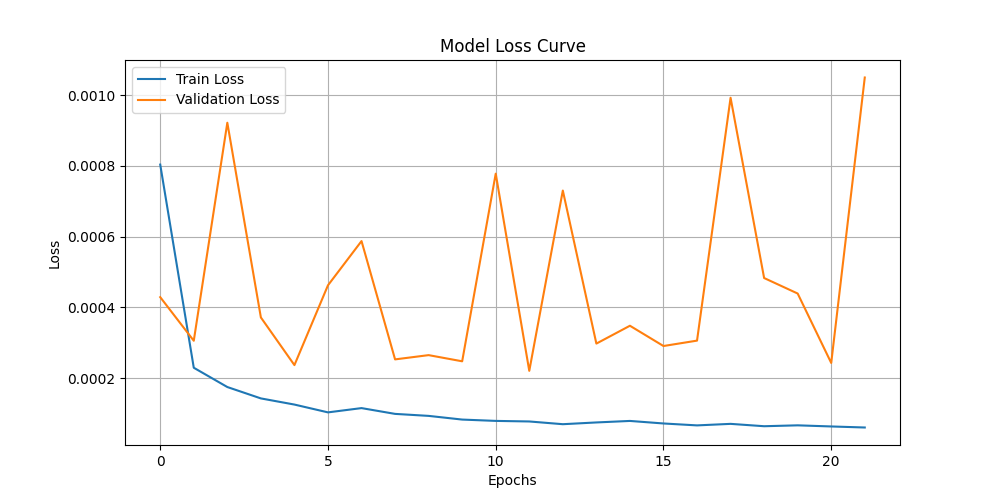 Model Loss Curve
Train Loss
Validation Loss
0.0010
0.0008
0.0006
0.0004
0.0002
Loss
0
5
10
15
20
Epochs